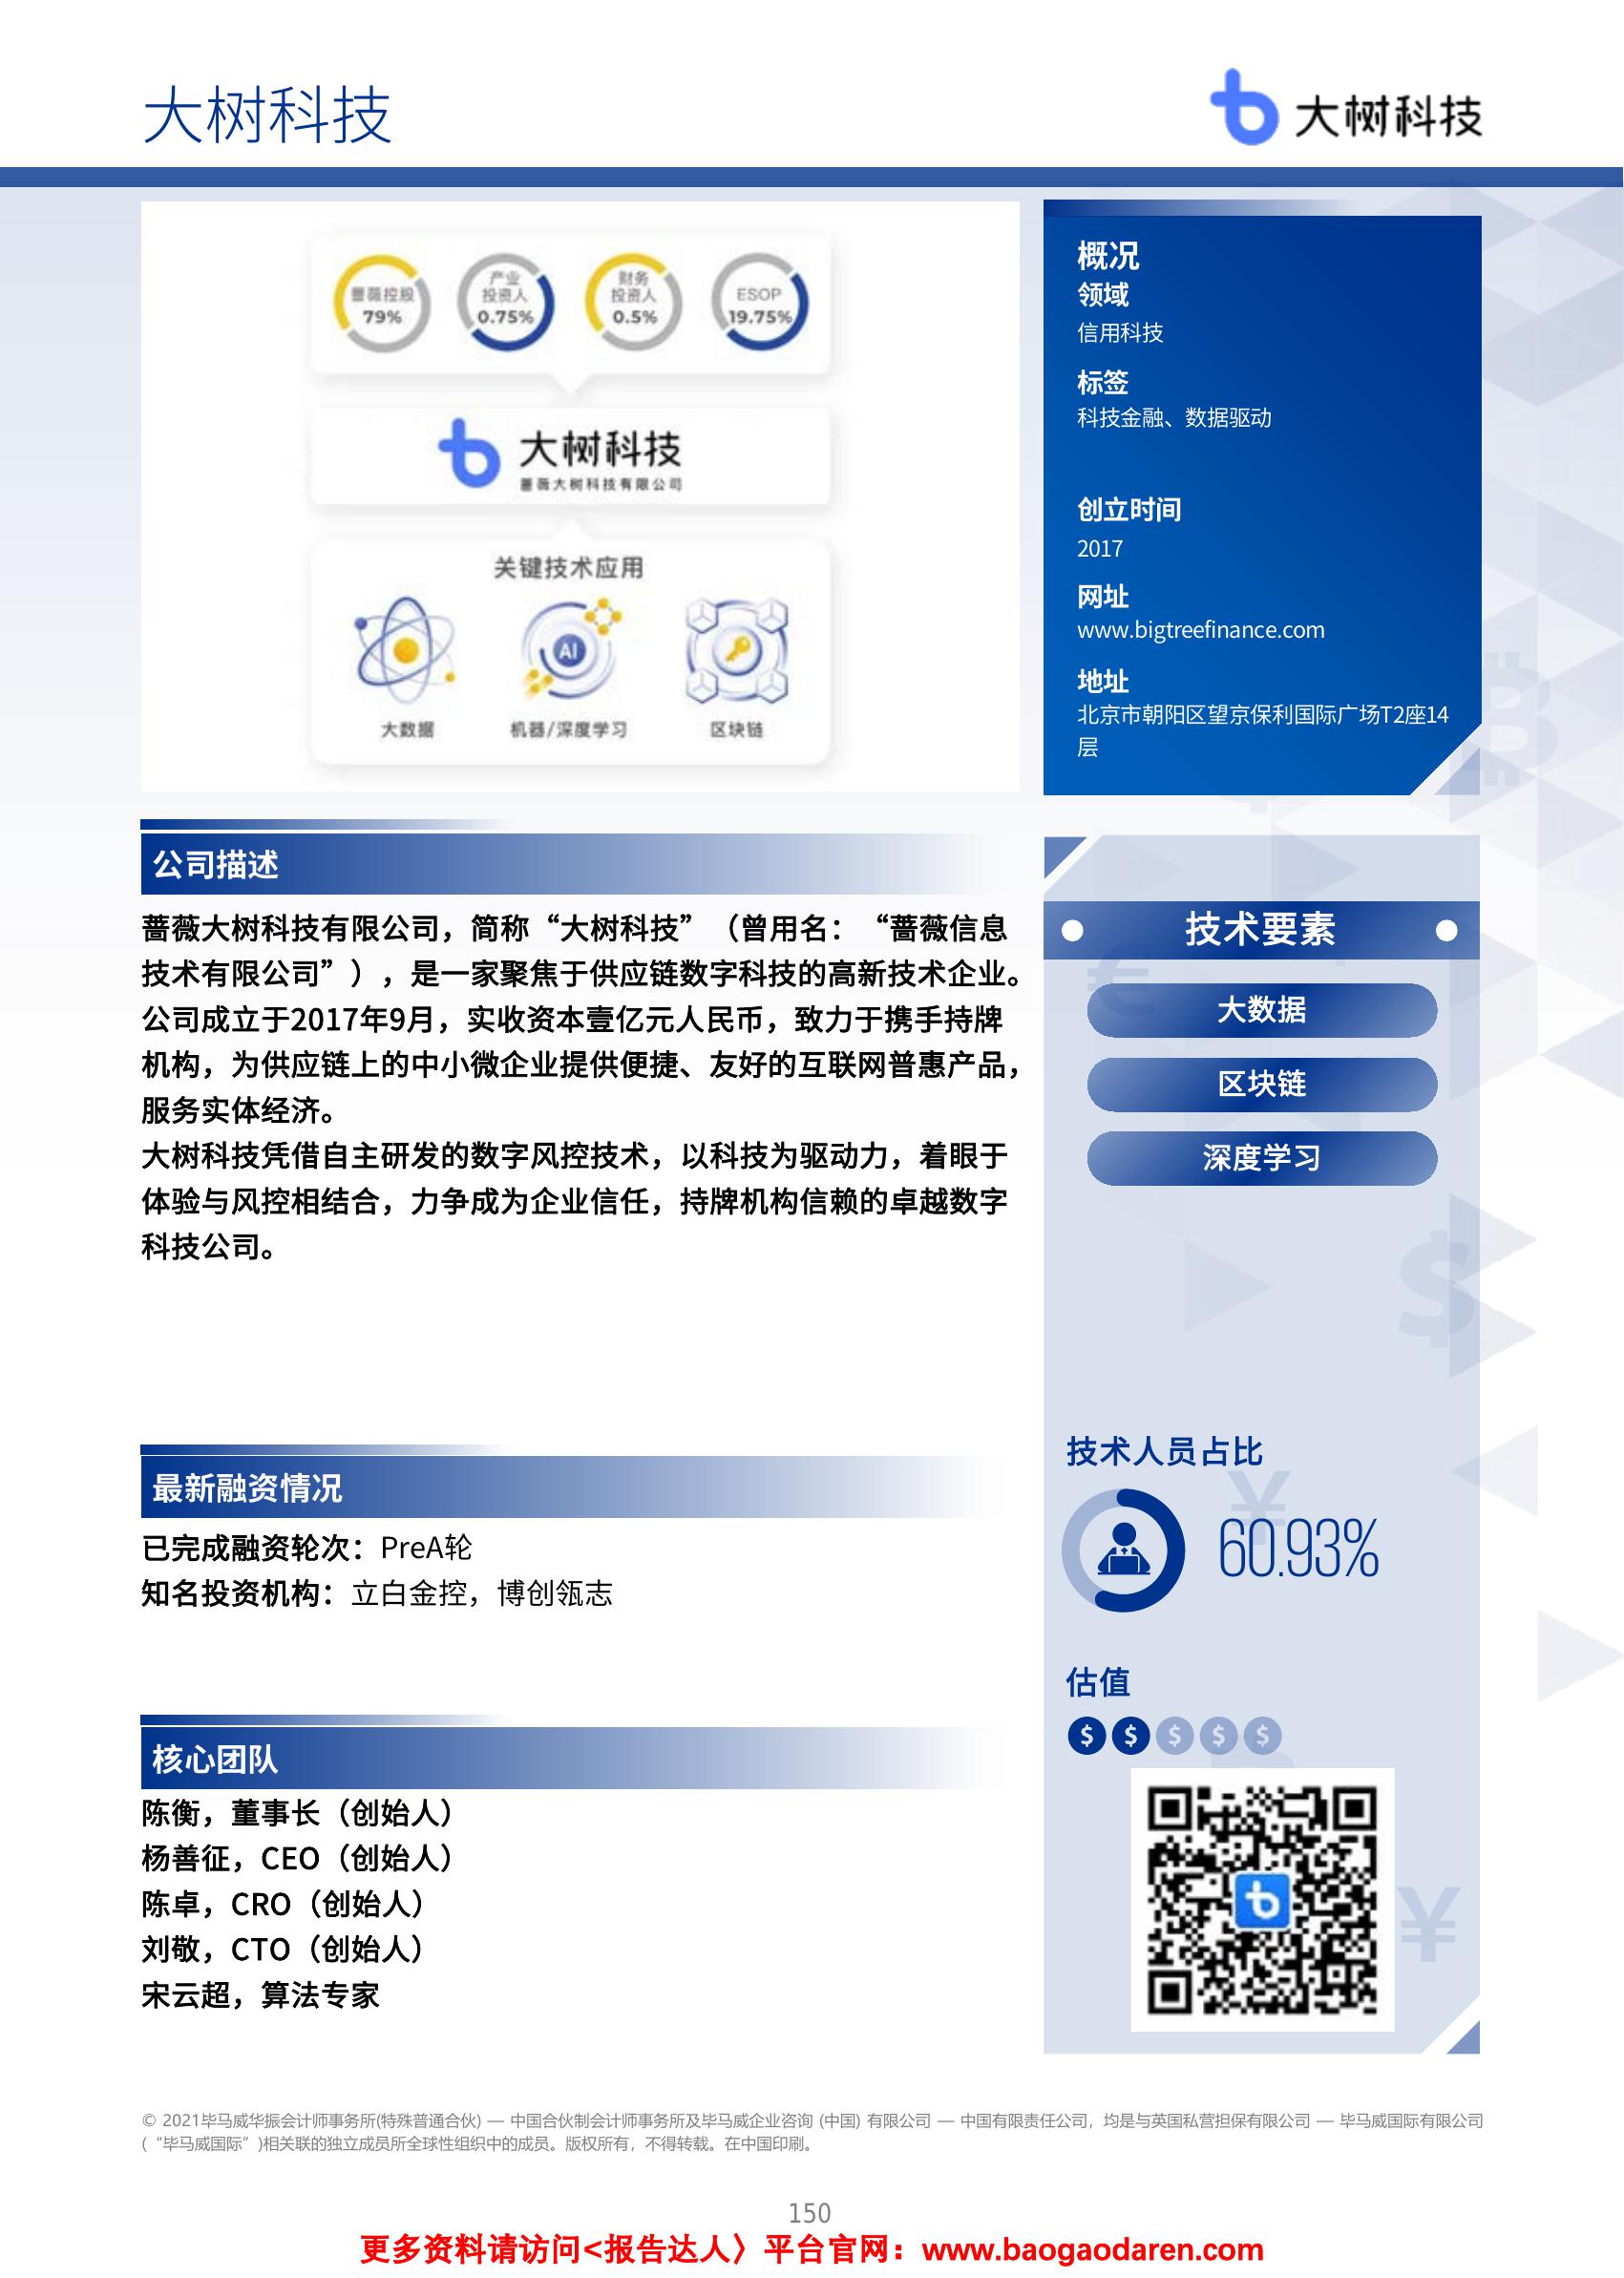 大树科技
大树科技
蔷薇控股
79%
产业
投资人
0.75%
财务
投资人
0.5%
ESOP
19.75%
大树科技
蔷薇大树科技有限公司
关键技术应用
AI
大数据
机器/深度学习
区块链
概况
领域
信用科技
标签
科技金融、数据驱动
创立时间
2017
网址
www.bigtreefinance.com
地址
北京市朝阳区望京保利国际广场T2座14
层
公司描述
蔷薇大树科技有限公司，简称“大树科技”（曾用名：“蔷薇信息
技术有限公司”），是一家聚焦于供应链数字科技的高新技术企业。
公司成立于2017年9月，实收资本壹亿元人民币，致力于携手持牌
机构，为供应链上的中小微企业提供便捷、友好的互联网普惠产品，
服务实体经济。
大树科技凭借自主研发的数字风控技术，以科技为驱动力，着眼于
体验与风控相结合，力争成为企业信任，持牌机构信赖的卓越数字
科技公司。
最新融资情况
已完成融资轮次：PreA轮
知名投资机构：立白金控，博创瓴志
核心团队
陈衡，董事长（创始人）
杨善征，CEO（创始人）
陈卓，CRO（创始人）
刘敬，CTO（创始人）
宋云超，算法专家
技术要素
大数据
区块链
深度学习
技术人员占比
60.93%
估值
$ $ $ $ $
© 2021毕马威华振会计师事务所(特殊普通合伙) — 中国合伙制会计师事务所及毕马威企业咨询 (中国) 有限公司 — 中国有限责任公司，均是与英国私营担保有限公司 — 毕马威国际有限公司
(“毕马威国际”)相关联的独立成员所全球性组织中的成员。版权所有，不得转载。在中国印刷。
150
更多资料请访问<报告达人〉平台官网：www.baogaodaren.com